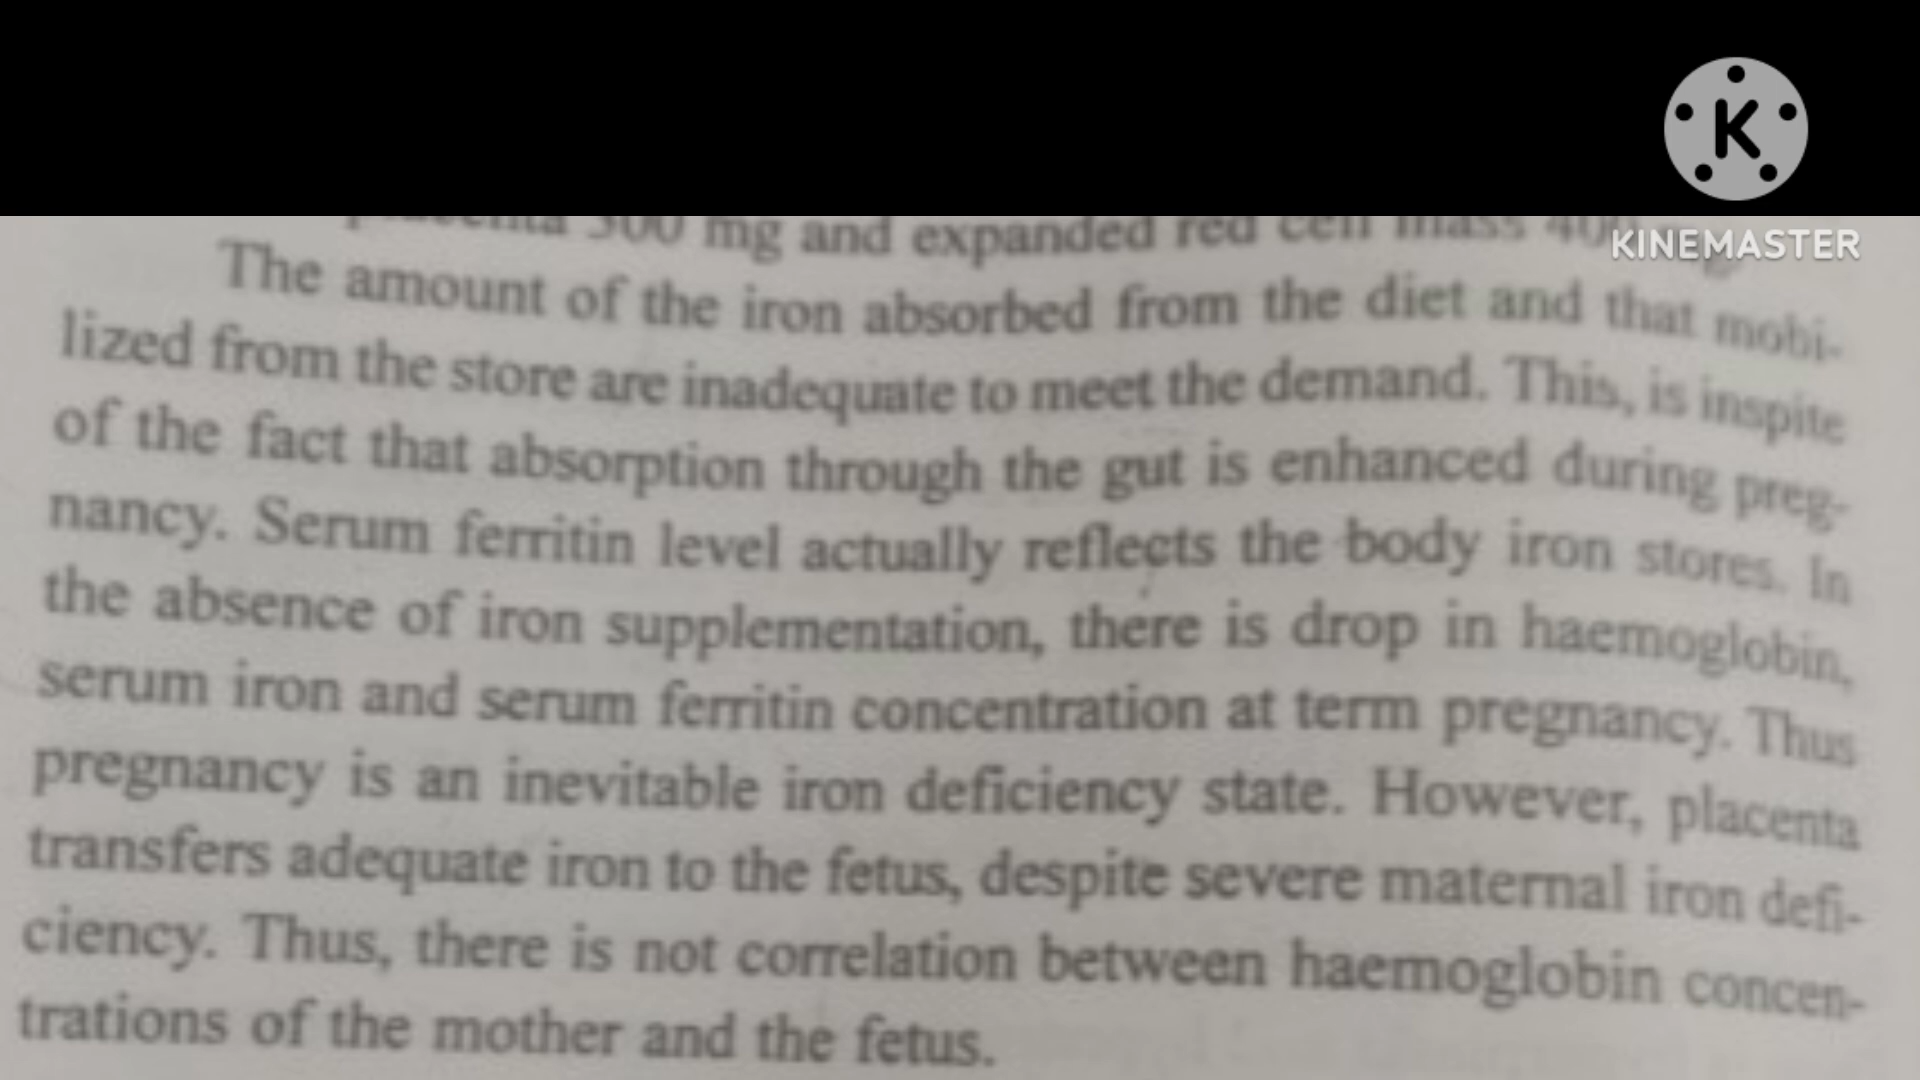 K
KINEMASTER
placenta 300 mg and expanded red cell mass
The amount of the iron absorbed from the diet and that mobi-
lized from the store are inadequate to meet the demand. This, is inspite
of the fact that absorption through the gut is enhanced during preg-
nancy. Serum ferritin level actually reflects the body iron stores. In
the absence of iron supplementation, there is drop in haemoglobin,
serum iron and serum ferritin concentration at term pregnancy. Thus
pregnancy is an inevitable iron deficiency state. However, placenta
transfers adequate iron to the fetus, despite severe maternal iron defi-
ciency. Thus, there is not correlation between haemoglobin concen-
trations of the mother and the fetus.